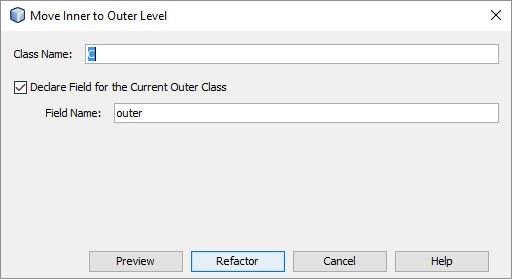 Move Inner to Outer Level
Class Name: C
Declare Field for the Current Outer Class
Field Name: outer
Preview Refactor Cancel Help